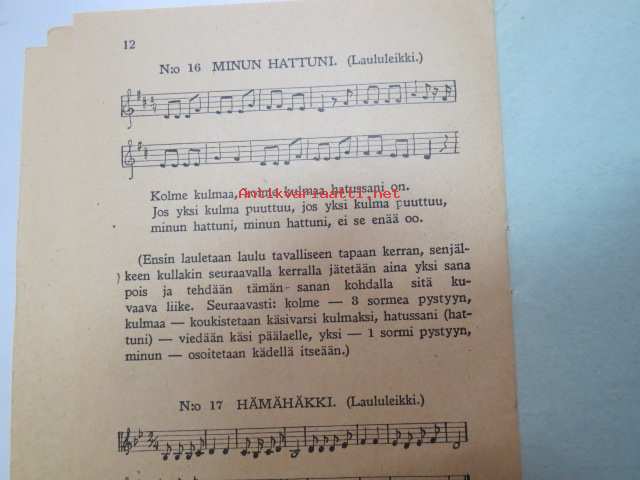 12
N:o 16 MINUN HATTUNI. (Laululeikki.)
Kolme kulmaa, kolme kulmaa hatussani on.
Antikvariaatti.net
Jos yksi kulma puuttuu, jos yksi kulma puuttuu,
minun hattuni, minun hattuni, ei se enää oo.
(Ensin lauletaan laulu tavalliseen tapaan kerran, senjäl-
keen kullakin seuraavalla kerralla jätetään aina yksi sana
pois ja tehdään tämän sanan kohdalla sitä ku-
vaava liike. Seuraavasti: kolme — 3 sormea pystyyn,
kulmaa — koukistetaan käsivarsi kulmaksi, hatussani (hat-
tuni) — viedään käsi päälaelle, yksi — 1 sormi pystyyn,
minun — osoitetaan kädellä itseään.)
N:o 17 HÄMÄHÄKKI. (Laululeikki.)